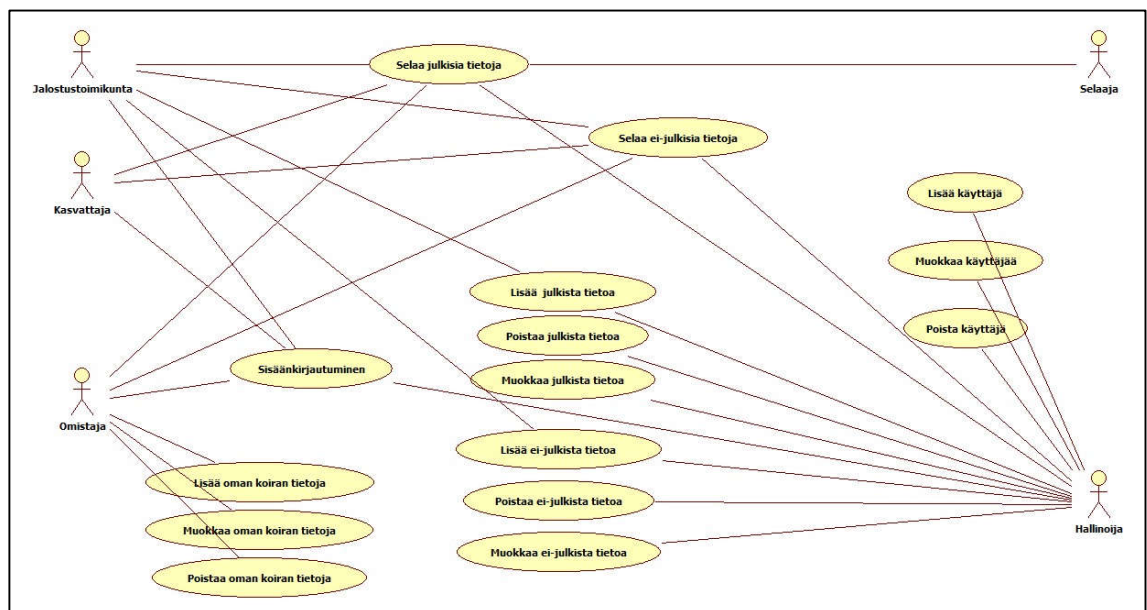 Jalostustoimikunta
Selaa julkisia tietoja
Selaaja
Selaa ei-julkisia tietoja
Kasvattaja
Lisää käyttäjä
Muokkaa käyttäjää
Lisää julkista tietoa
Poista käyttäjä
Poistaa julkista tietoa
Sisäänkirjautuminen
Muokkaa julkista tietoa
Omistaja
Lisää ei-julkista tietoa
Lisää oman koiran tietoja
Poistaa ei-julkista tietoa
Muokkaa oman koiran tietoja
Hallinoija
Muokkaa ei-julkista tietoa
Poistaa oman koiran tietoja